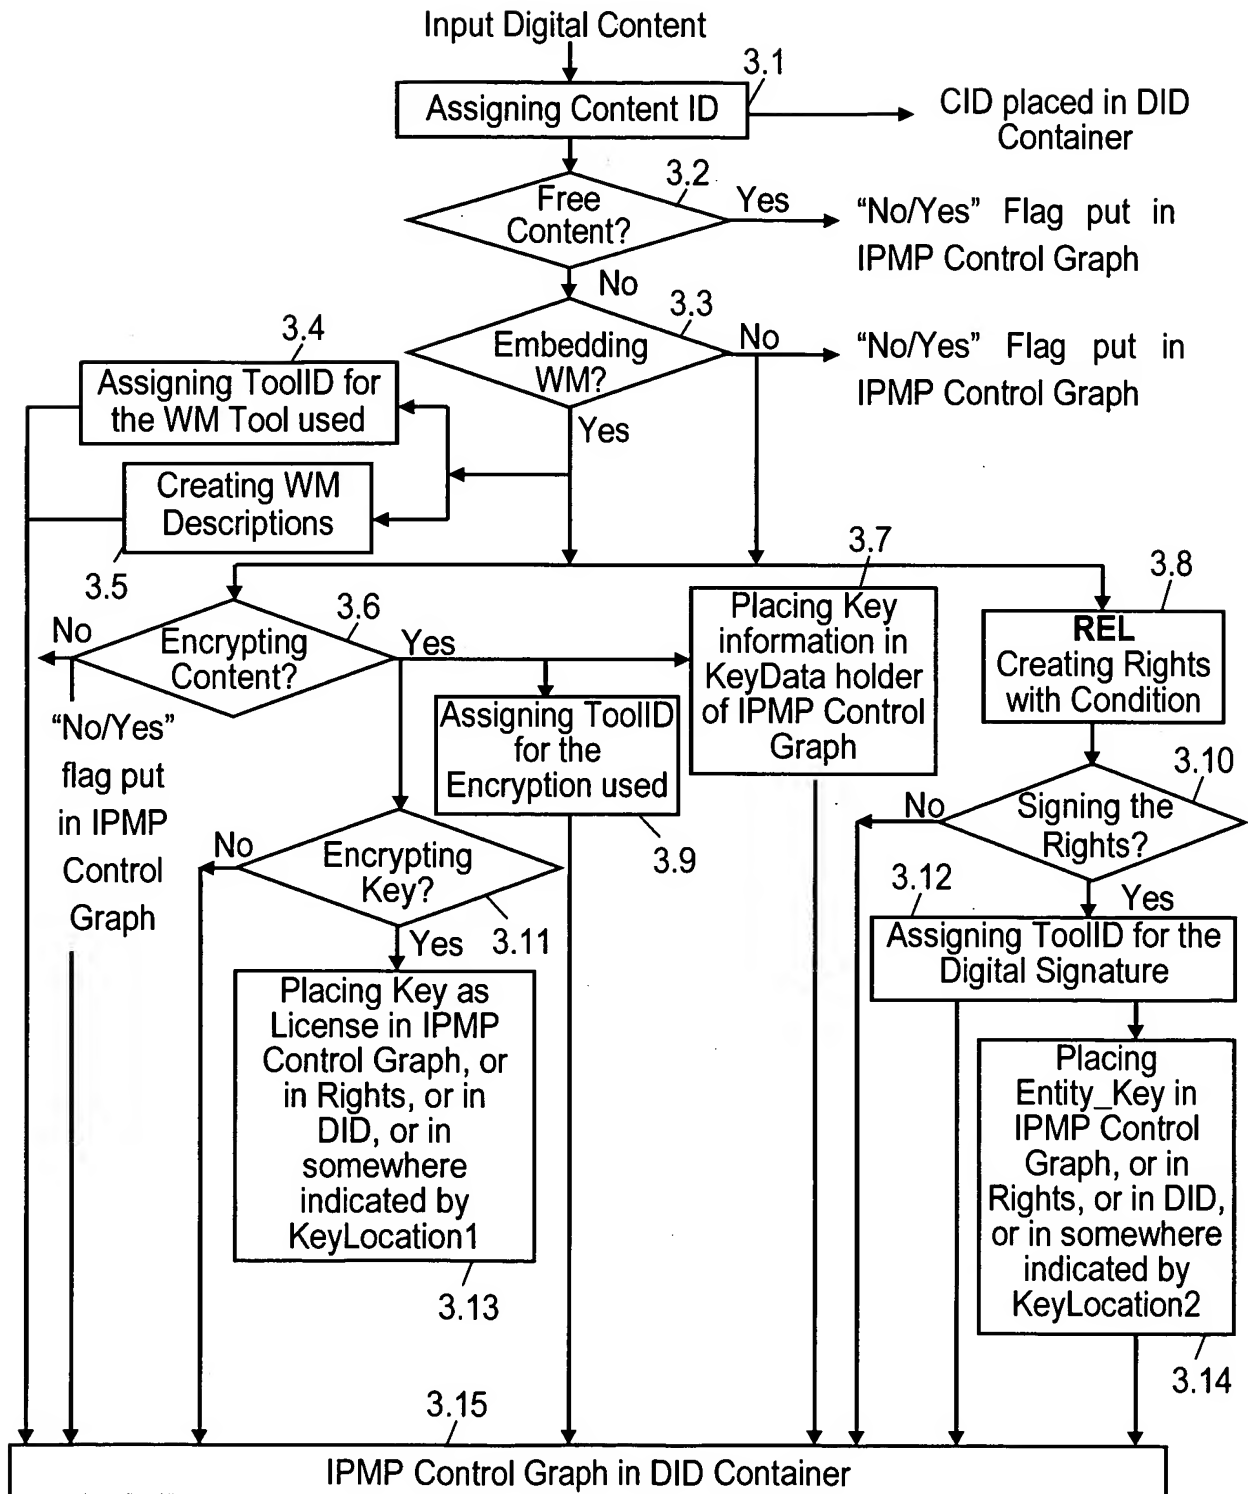 Input Digital Content
3.1
Assigning Content ID
CID placed in DID
Container
3.2
Free
Content?
Yes
“No/Yes” Flag put in
IPMP Control Graph
No
3.3
Embedding
WM?
No
“No/Yes” Flag put in
IPMP Control Graph
Yes
3.4
Assigning ToolID for
the WM Tool used
Creating WM
Descriptions
3.5
3.6
No
Encrypting
Content?
Yes
“No/Yes”
flag put
in IPMP
Control
Graph
3.7
Placing Key
information in
KeyData holder
of IPMP Control
Graph
3.8
REL
Creating Rights
with Condition
Assigning ToolID
for the
Encryption used
3.9
3.10
No
Signing the
Rights?
Yes
No
Encrypting
Key?
3.11
Yes
3.12
Assigning ToolID for the
Digital Signature
Placing Key as
License in IPMP
Control Graph, or
in Rights, or in
DID, or in
somewhere
indicated by
KeyLocation1
3.13
Placing
Entity_Key in
IPMP Control
Graph, or in
Rights, or in DID,
or in somewhere
indicated by
KeyLocation2
3.14
3.15
IPMP Control Graph in DID Container